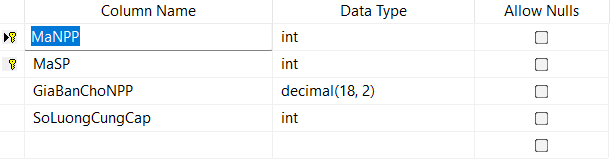 Column Name Data Type Allow Nulls
MaNPP int
MaSP int
GiaBanChoNPP decimal(18, 2)
SoLuongCungCap int